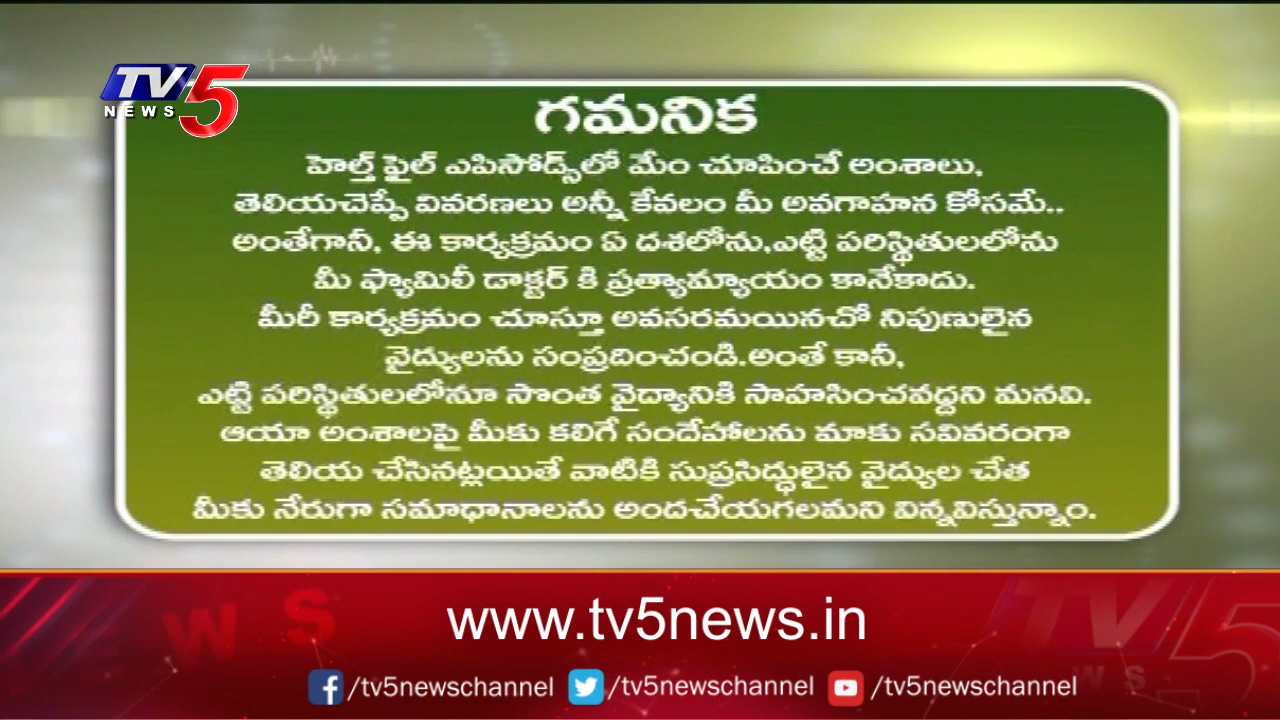 TV5
NEWS
గమనిక
హెల్త్ ఫైల్ ఎపిసోడ్స్‌లో మేం చూపించే అంశాలు,
తెలియచెప్పే వివరణలు అన్నీ కేవలం మీ అవగాహన కోసమే..
అంతేగానీ, ఈ కార్యక్రమం ఏ దశలోను,ఎట్టి పరిస్థితులలోను
మీ ఫ్యామిలీ డాక్టర్ కి ప్రత్యామ్యాయం కానేకాదు.
మీరీ కార్యక్రమం చూస్తూ అవసరమయినచో నిపుణులైన
వైద్యులను సంప్రదించండి.అంతే కానీ,
ఎట్టి పరిస్థితులలోనూ సొంత వైద్యానికి సాహసించవద్దని మనవి.
ఆయా అంశాలపై మీకు కలిగే సందేహాలను మాకు సవివరంగా
తెలియ చేసినట్లయితే వాటికి సుప్రసిద్ధులైన వైద్యుల చేత
మీకు నేరుగా సమాధానాలను అందచేయగలమని విన్నవిస్తున్నాం.
www.tv5news.in
/tv5newschannel /tv5newschannel /tv5newschannel